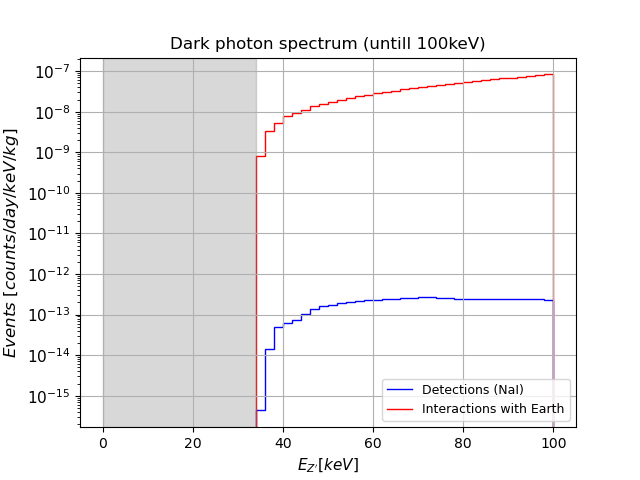 Dark photon spectrum (untill 100keV)
Events [counts/day/keV/kg]
10⁻⁷
10⁻⁸
10⁻⁹
10⁻¹⁰
10⁻¹¹
10⁻¹²
10⁻¹³
10⁻¹⁴
10⁻¹⁵
Detections (NaI)
Interactions with Earth
0 20 40 60 80 100
E_{Z'}[keV]